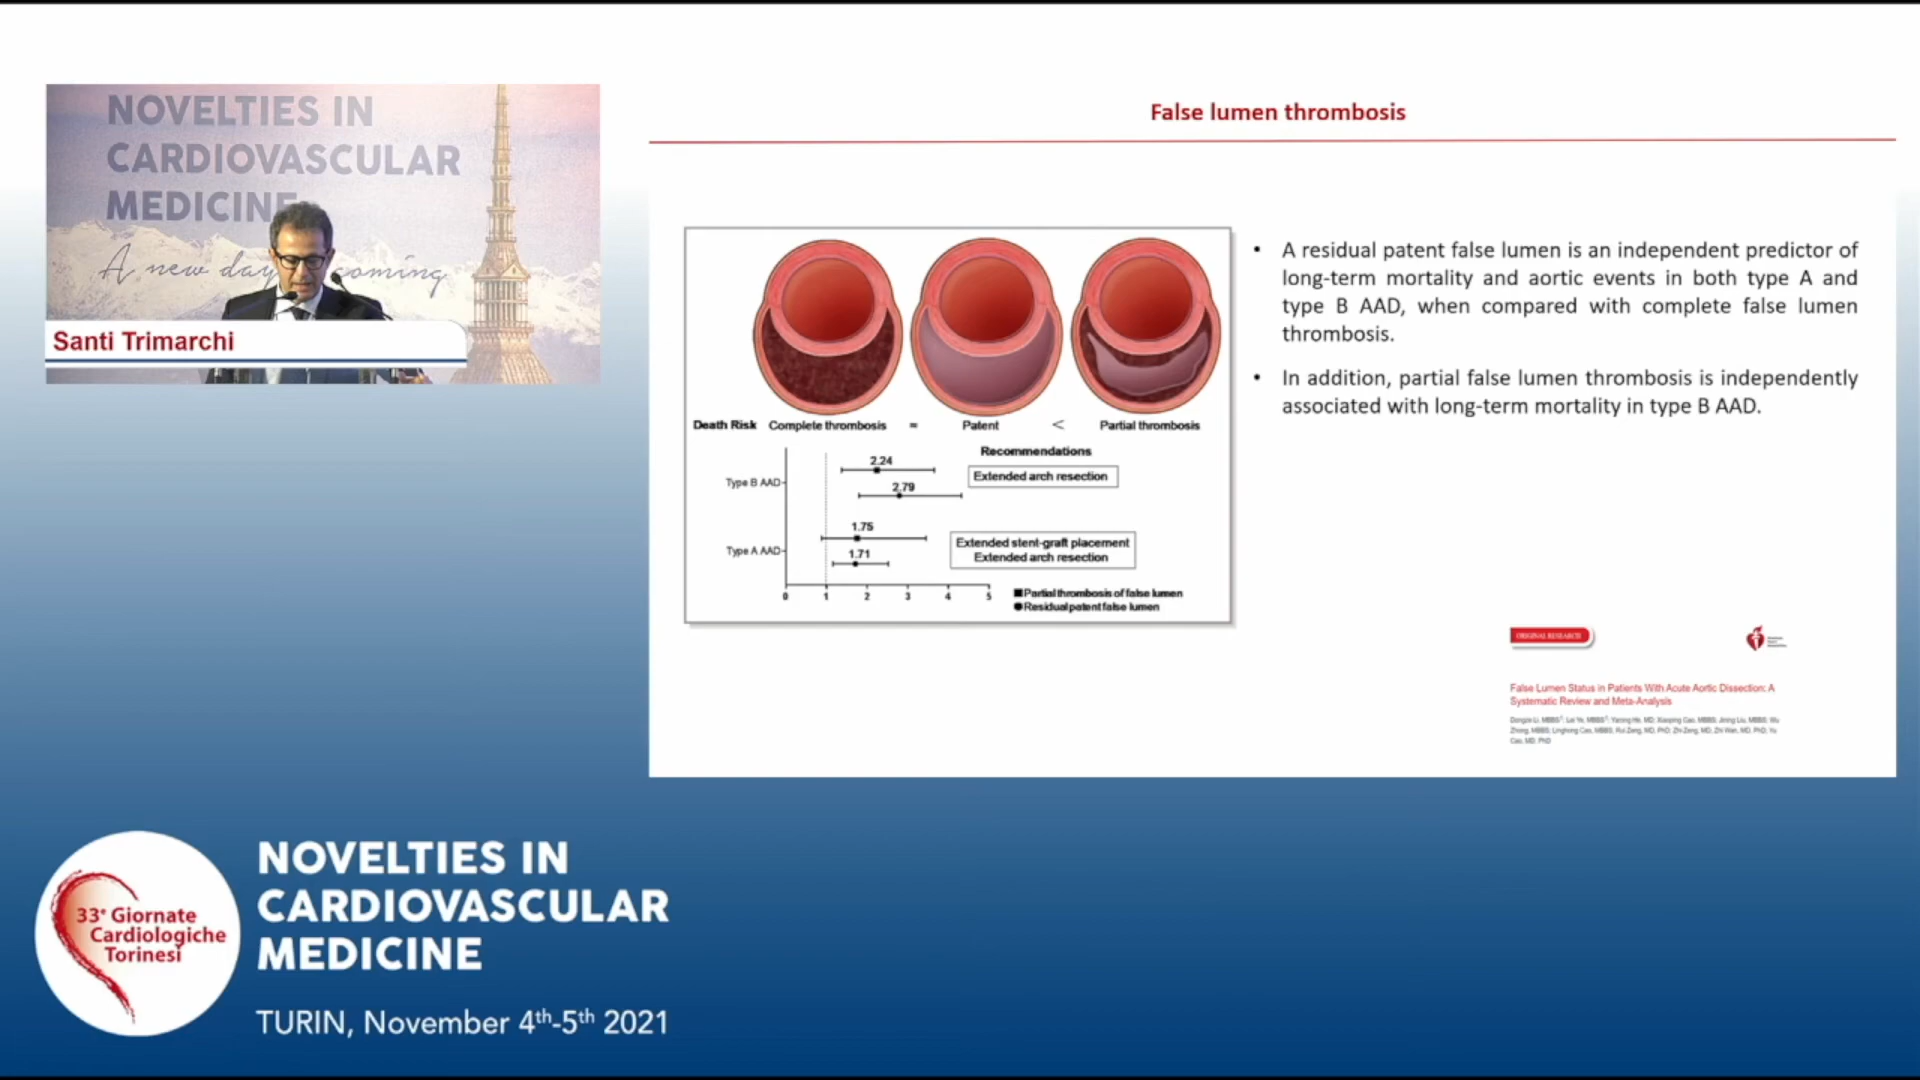 NOVELTIES IN
CARDIOVASCULAR
MEDICINE
A new day coming
Santi Trimarchi
False lumen thrombosis
Death Risk Complete thrombosis = Patent < Partial thrombosis
Recommendations
Type B AAD
2.24
2.79
Extended arch resection
Type A AAD
1.75
1.71
Extended stent-graft placement
Extended arch resection
0 1 2 3 4 5
Partial thrombosis of false lumen
Residual patent false lumen
• A residual patent false lumen is an independent predictor of
long-term mortality and aortic events in both type A and
type B AAD, when compared with complete false lumen
thrombosis.
• In addition, partial false lumen thrombosis is independently
associated with long-term mortality in type B AAD.
ORIGINAL RESEARCH
False Lumen Status in Patients With Acute Aortic Dissection: A
Systematic Review and Meta-Analysis
33° Giornate
Cardiologiche
Torinesi
NOVELTIES IN
CARDIOVASCULAR
MEDICINE
TURIN, November 4th-5th 2021